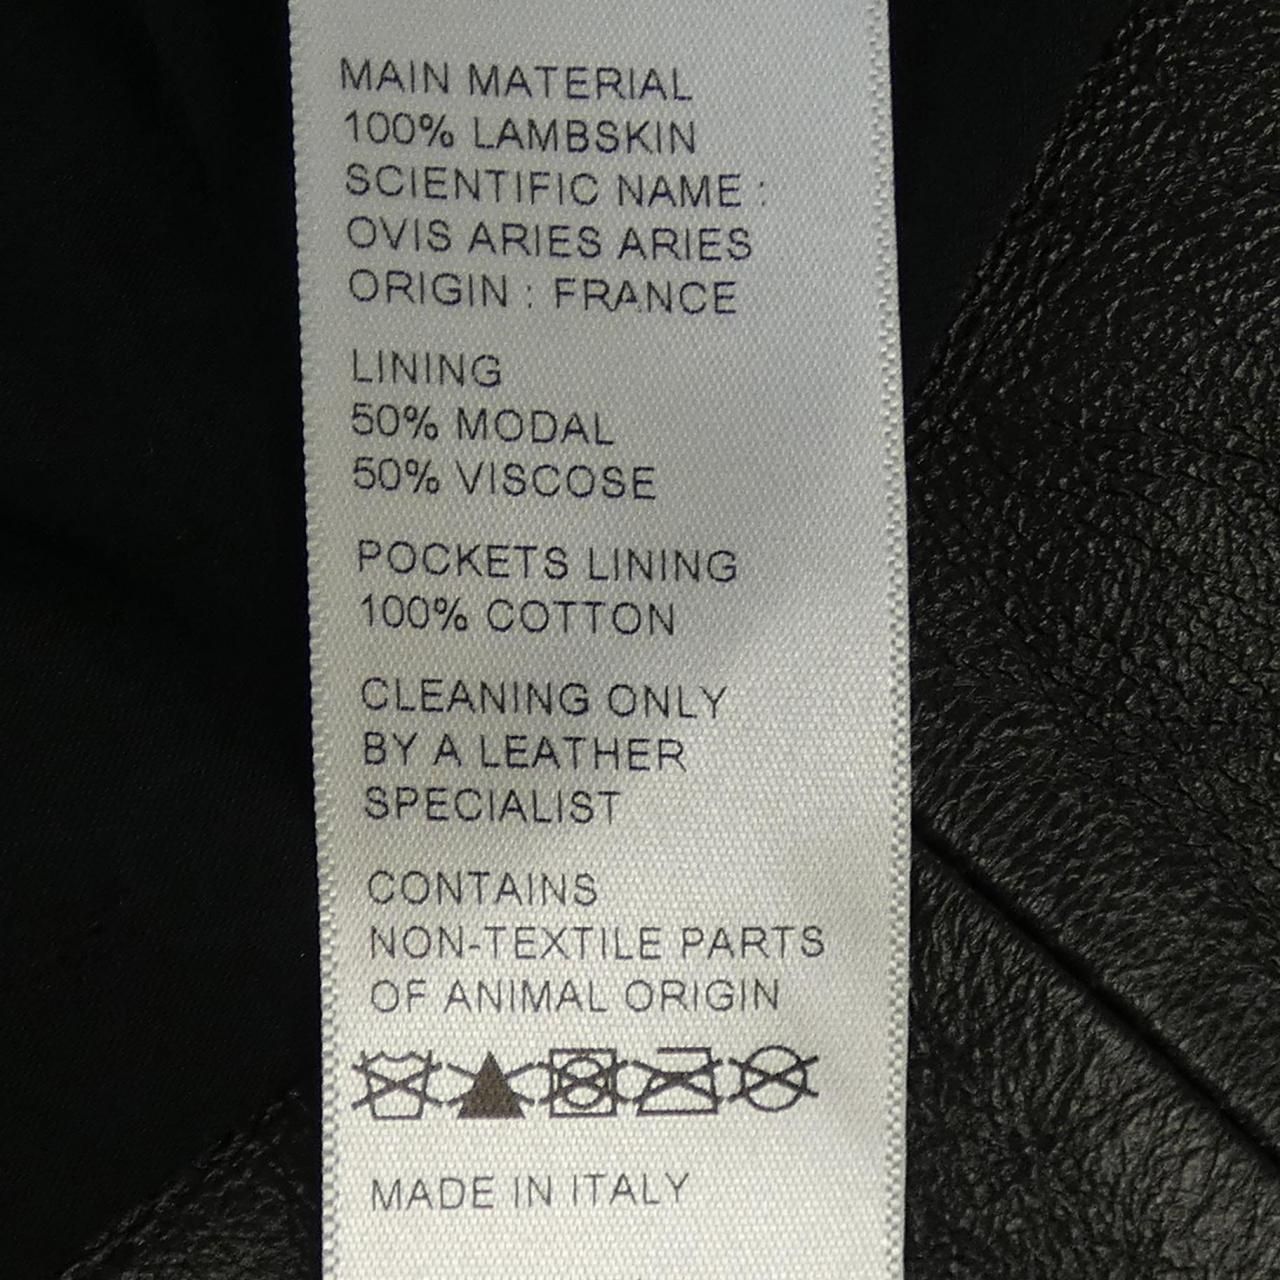 MAIN MATERIAL
100% LAMBSKIN
SCIENTIFIC NAME :
OVIS ARIES ARIES
ORIGIN : FRANCE
LINING
50% MODAL
50% VISCOSE
POCKETS LINING
100% COTTON
CLEANING ONLY
BY A LEATHER
SPECIALIST
CONTAINS
NON-TEXTILE PARTS
OF ANIMAL ORIGIN
MADE IN ITALY